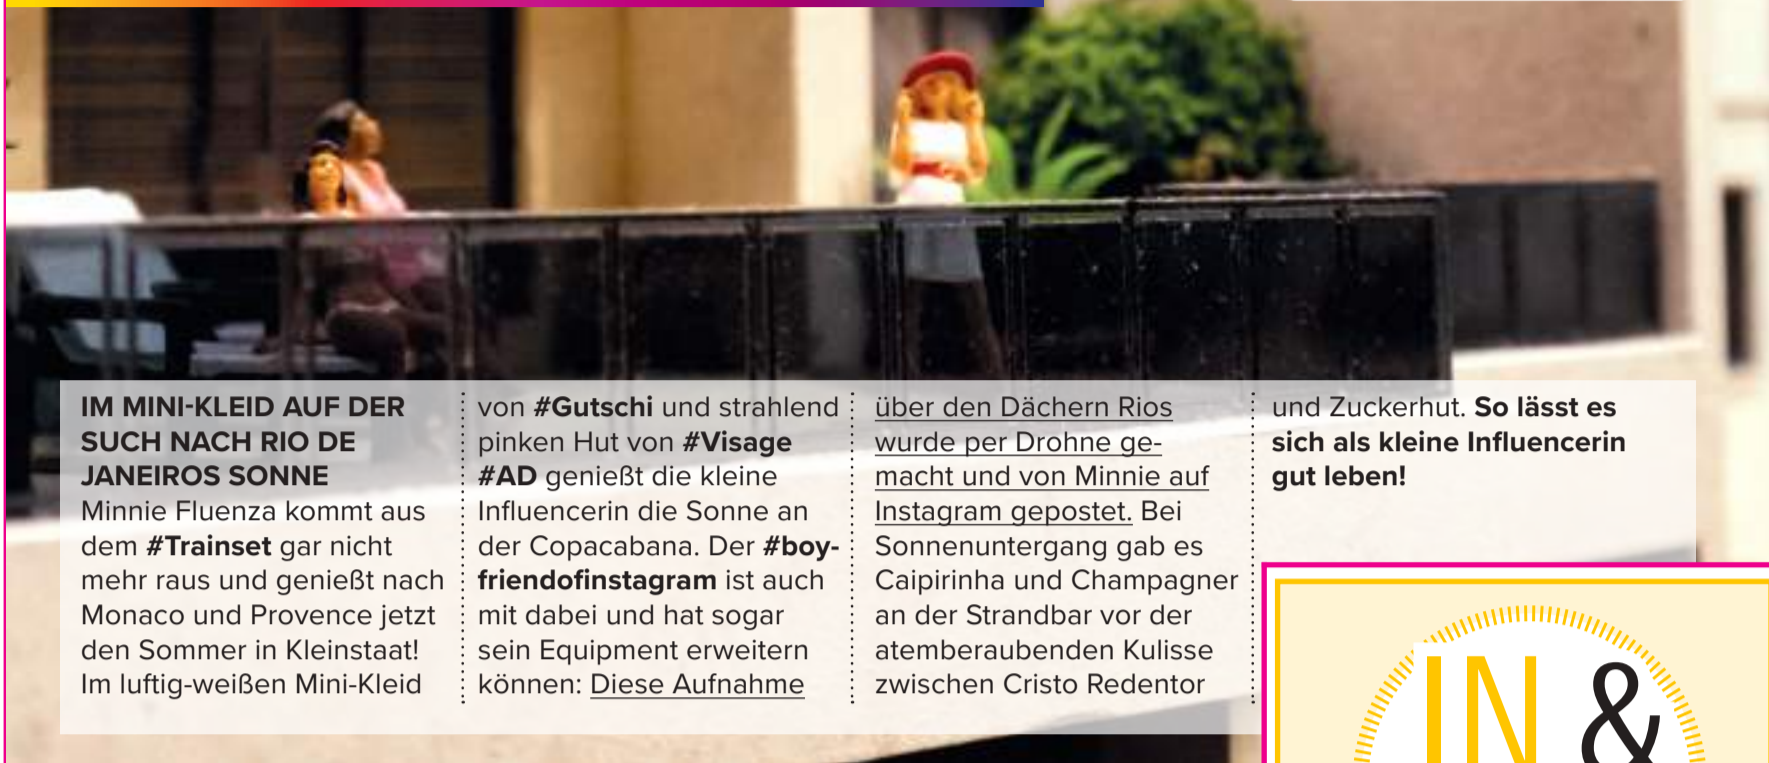 IM MINI-KLEID AUF DER
SUCH NACH RIO DE
JANEIROS SONNE
Minnie Fluenza kommt aus
dem #Trainset gar nicht
mehr raus und genießt nach
Monaco und Provence jetzt
den Sommer in Kleinstaat!
Im luftig-weißen Mini-Kleid
von #Gutschi und strahlend
pinken Hut von #Visage
#AD genießt die kleine
Influencerin die Sonne an
der Copacabana. Der #boy-
friendofinstagram ist auch
mit dabei und hat sogar
sein Equipment erweitern
können: Diese Aufnahme
über den Dächern Rios
wurde per Drohne ge-
macht und von Minnie auf
Instagram gepostet. Bei
Sonnenuntergang gab es
Caipirinha und Champagner
an der Strandbar vor der
atemberaubenden Kulisse
zwischen Cristo Redentor
und Zuckerhut. So lässt es
sich als kleine Influencerin
gut leben!
IN &